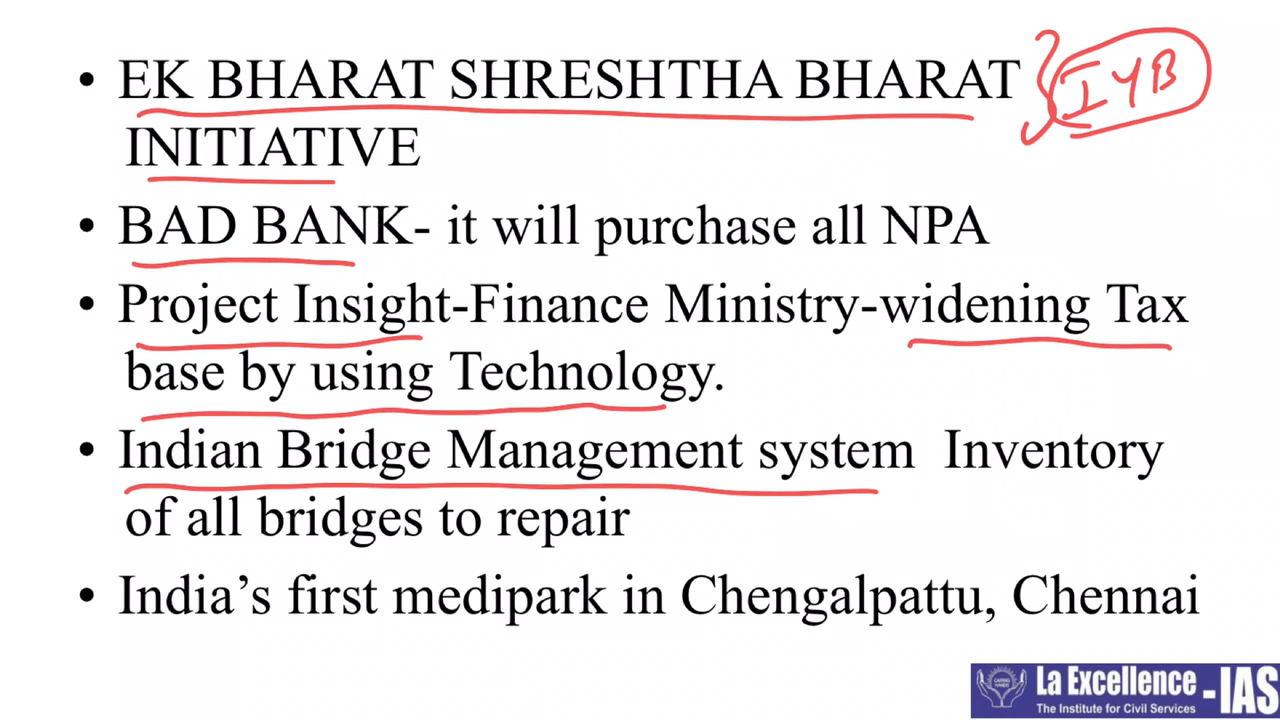 • EK BHARAT SHRESHTHA BHARAT IYB
INITIATIVE
• BAD BANK- it will purchase all NPA
• Project Insight-Finance Ministry-widening Tax
base by using Technology.
• Indian Bridge Management system Inventory
of all bridges to repair
• India’s first medipark in Chengalpattu, Chennai
CARING HANDS
La Excellence -IAS
The Institute for Civil Services